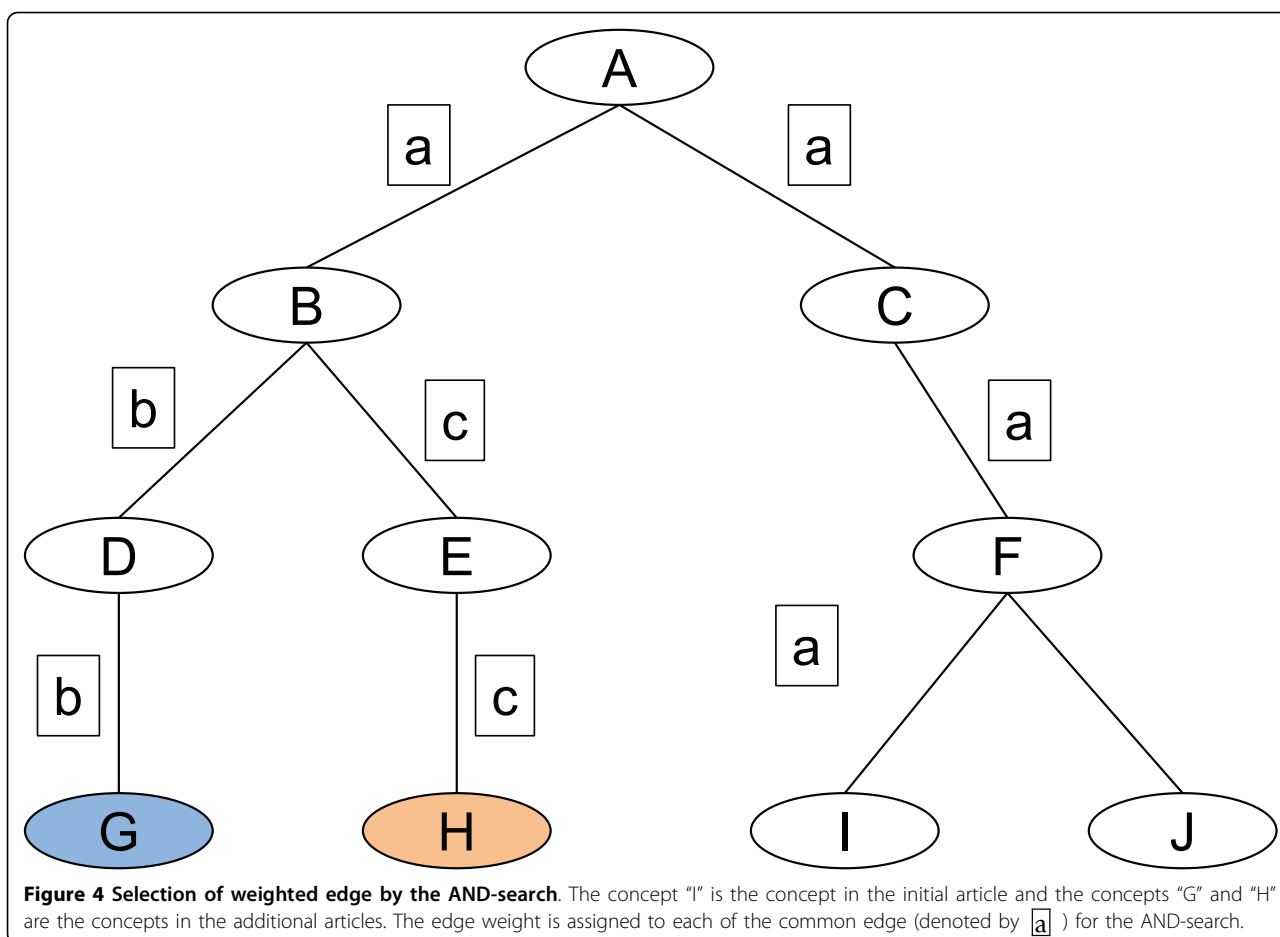 A
a a
B C
b c a
D E F
b c a
G H I J
Figure 4 Selection of weighted edge by the AND-search. The concept “I” is the concept in the initial article and the concepts “G” and “H”
are the concepts in the additional articles. The edge weight is assigned to each of the common edge (denoted by a ) for the AND-search.